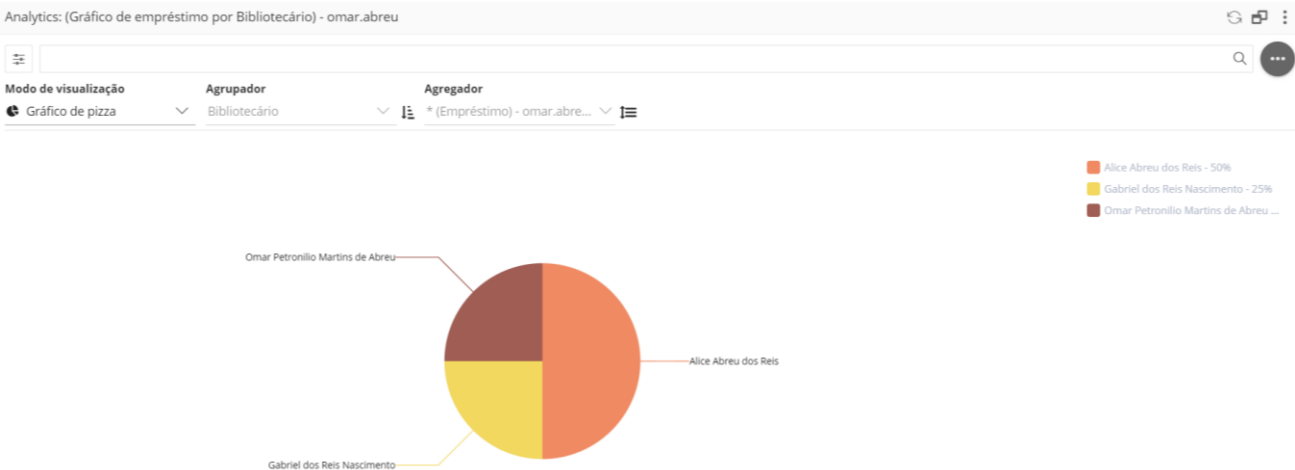 Analytics: (Gráfico de empréstimo por Bibliotecário) - omar.abreu
Modo de visualização
Agrupador
Agregador
Gráfico de pizza
Bibliotecário
* (Empréstimo) - omar.abre...
Alice Abreu dos Reis - 50%
Gabriel dos Reis Nascimento - 25%
Omar Petronilio Martins de Abreu ...
Omar Petronilio Martins de Abreu
Alice Abreu dos Reis
Gabriel dos Reis Nascimento